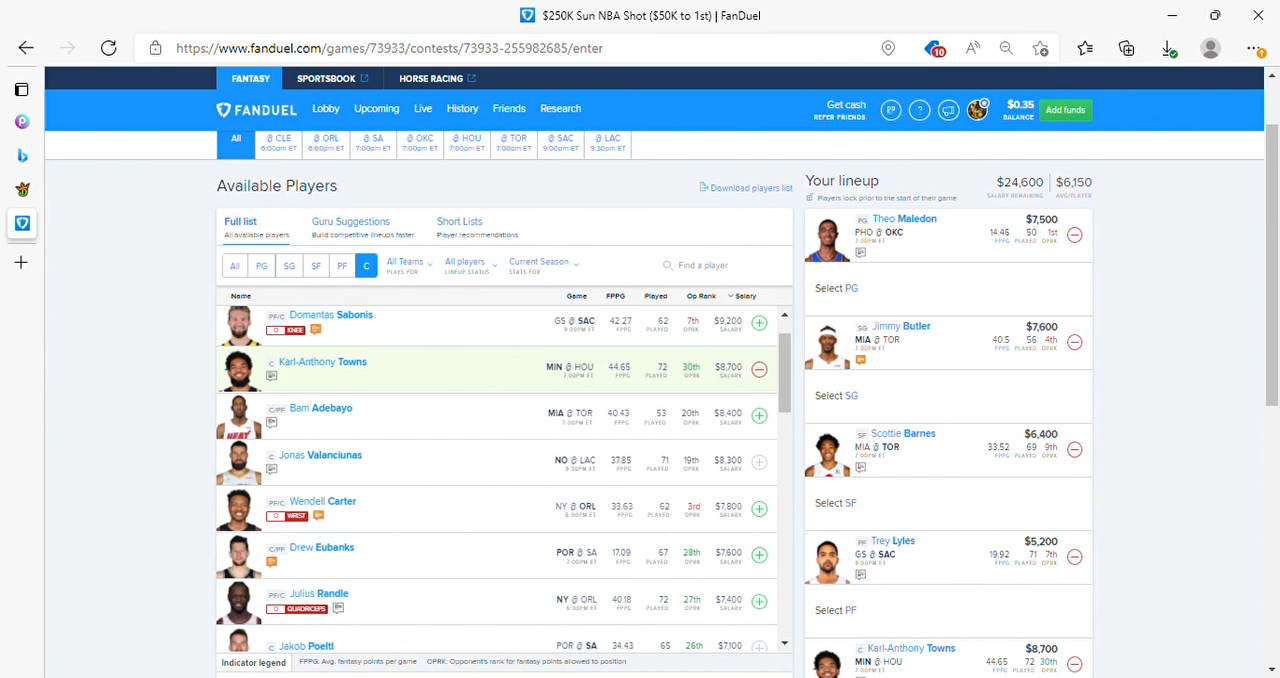 $250K Sun NBA Shot ($50K to 1st) | FanDuel
https://www.fanduel.com/games/73933/contests/73933-255982685/enter
10
FANTASY SPORTSBOOK HORSE RACING
FANDUEL Lobby Upcoming Live History Friends Research
Get cash
REFER FRIENDS
?
$0.35
BALANCE
Add funds
All @ CLE @ ORL @ SA @ OKC @ HOU @ TOR @ SAC @ LAC
6:00pm ET 6:00pm ET 7:00pm ET 7:00pm ET 7:00pm ET 7:00pm ET 9:00pm ET 9:30pm ET
Available Players
Download players list
Full list Guru Suggestions Short Lists
All available players Build competitive lineups faster Player recommendations
All PG SG SF PF C
All Teams All players Current Season
PLAYS FOR LINEUP STATUS STATS FOR
Find a player
Name Game FPPG Played Op Rank Salary
PF/C Domantas Sabonis GS @ SAC 42.27 62 7th $9,200
O KNEE 9:00PM ET FPPG PLAYED OPRK SALARY
C Karl-Anthony Towns MIN @ HOU 44.65 72 30th $8,700
7:00PM ET FPPG PLAYED OPRK SALARY
C/PF Bam Adebayo MIA @ TOR 40.43 53 20th $8,400
7:00PM ET FPPG PLAYED OPRK SALARY
C Jonas Valanciunas NO @ LAC 37.85 71 19th $8,300
9:30PM ET FPPG PLAYED OPRK SALARY
PF/C Wendell Carter NY @ ORL 33.63 62 3rd $7,800
O WRIST 6:00PM ET FPPG PLAYED OPRK SALARY
C/PF Drew Eubanks POR @ SA 17.09 67 28th $7,600
7:00PM ET FPPG PLAYED OPRK SALARY
PF/C Julius Randle NY @ ORL 40.18 72 27th $7,400
O QUADRICEPS 6:00PM ET FPPG PLAYED OPRK SALARY
C Jakob Poeltl POR @ SA 34.43 65 26th $7,100
Indicator legend FPPG: Avg. fantasy points per game OPRK: Opponent's rank for fantasy points allowed to position
Your lineup
Players lock prior to the start of their game
$24,600 $6,150
SALARY REMAINING AVG/PLAYER
PG Theo Maledon $7,500
PHO @ OKC 14.46 50 1st
7:00PM ET FPPG PLAYED OPRK
Select PG
SG Jimmy Butler $7,600
MIA @ TOR 40.5 56 4th
7:00PM ET FPPG PLAYED OPRK
Select SG
SF Scottie Barnes $6,400
MIA @ TOR 33.52 69 9th
7:00PM ET FPPG PLAYED OPRK
Select SF
PF Trey Lyles $5,200
GS @ SAC 19.92 71 7th
9:00PM ET FPPG PLAYED OPRK
Select PF
C Karl-Anthony Towns $8,700
MIN @ HOU 44.65 72 30th
7:00PM ET FPPG PLAYED OPRK